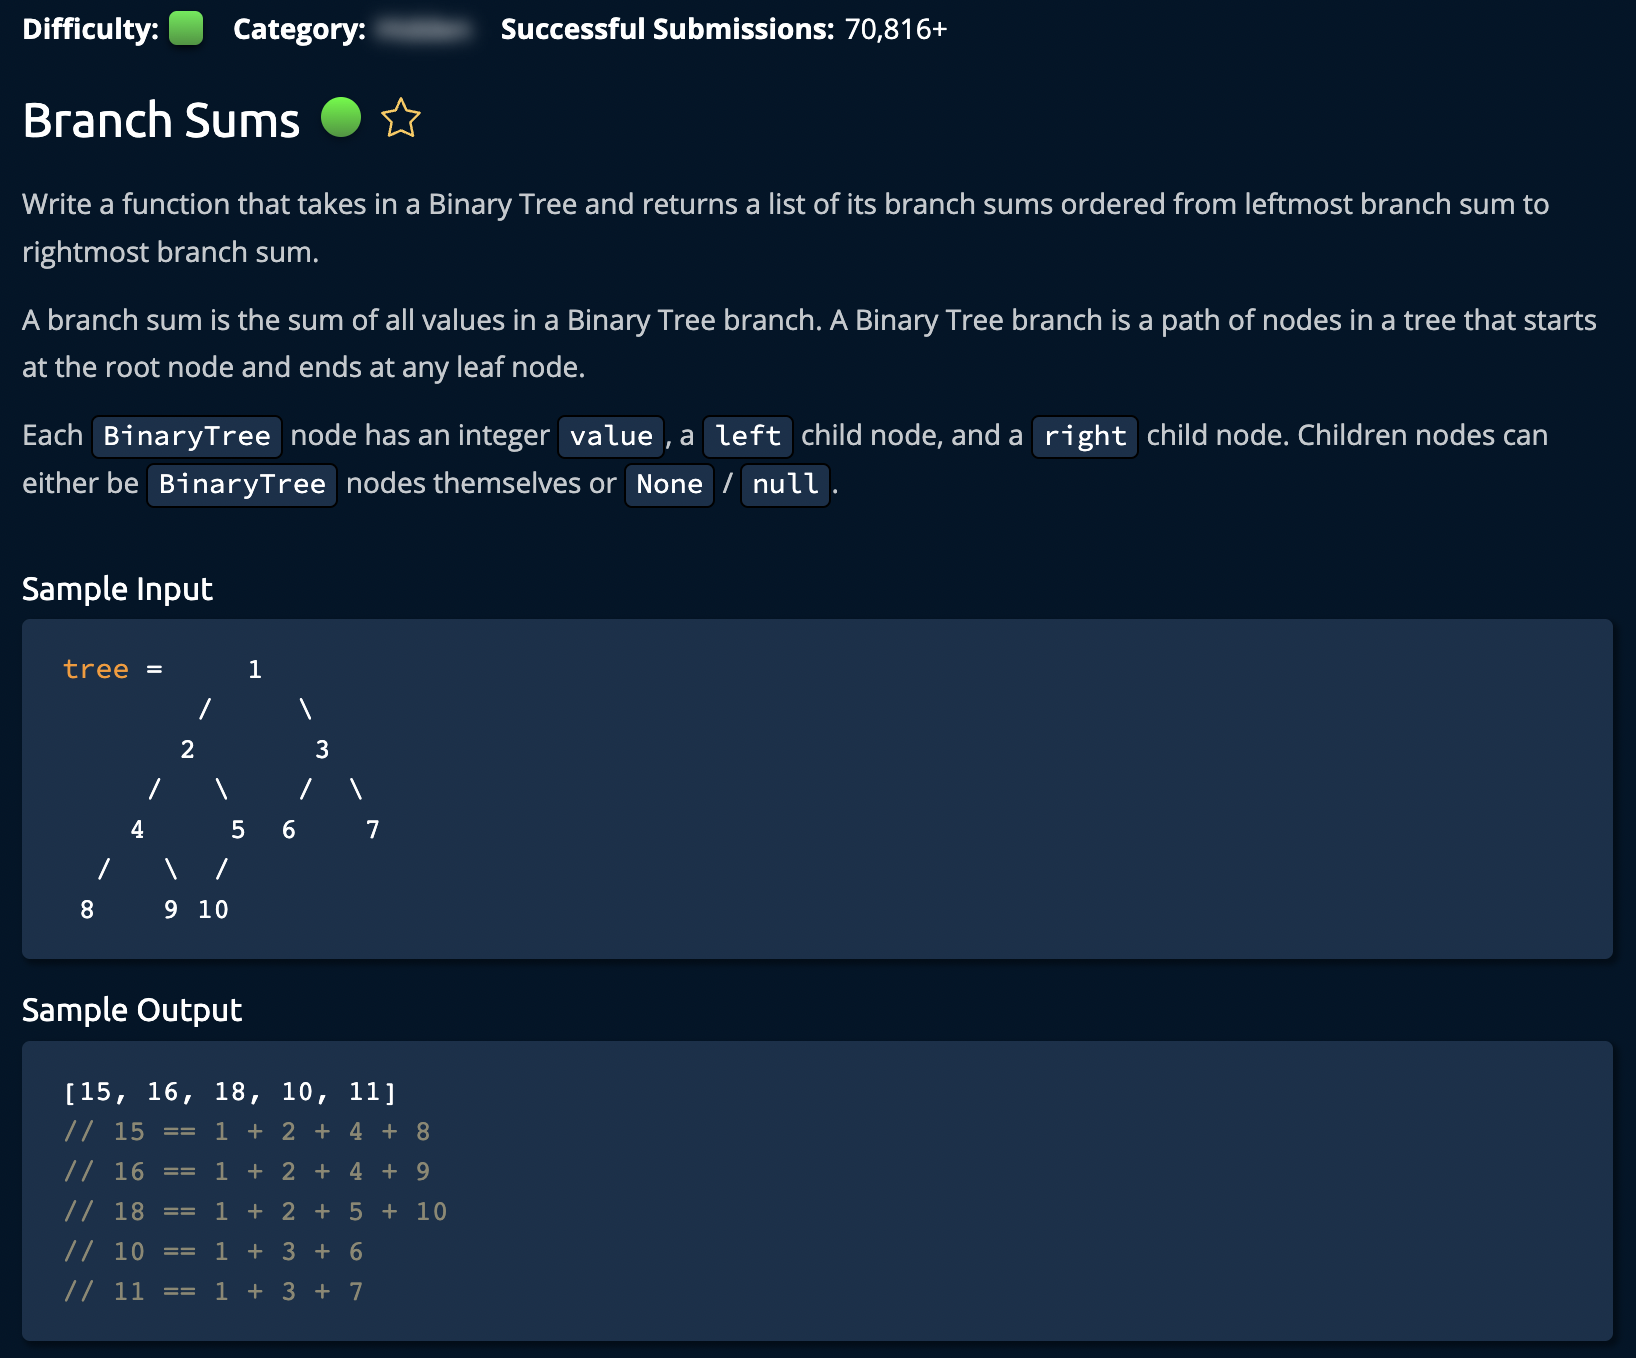 Difficulty: Category: Successful Submissions: 70,816+
Branch Sums
Write a function that takes in a Binary Tree and returns a list of its branch sums ordered from leftmost branch sum to
rightmost branch sum.
A branch sum is the sum of all values in a Binary Tree branch. A Binary Tree branch is a path of nodes in a tree that starts
at the root node and ends at any leaf node.
Each BinaryTree node has an integer value, a left child node, and a right child node. Children nodes can
either be BinaryTree nodes themselves or None / null.
Sample Input
tree =     1
        /     \
       2       3
     /   \    /  \
    4     5  6    7
  /   \  /
 8    9 10
Sample Output
[15, 16, 18, 10, 11]
// 15 == 1 + 2 + 4 + 8
// 16 == 1 + 2 + 4 + 9
// 18 == 1 + 2 + 5 + 10
// 10 == 1 + 3 + 6
// 11 == 1 + 3 + 7